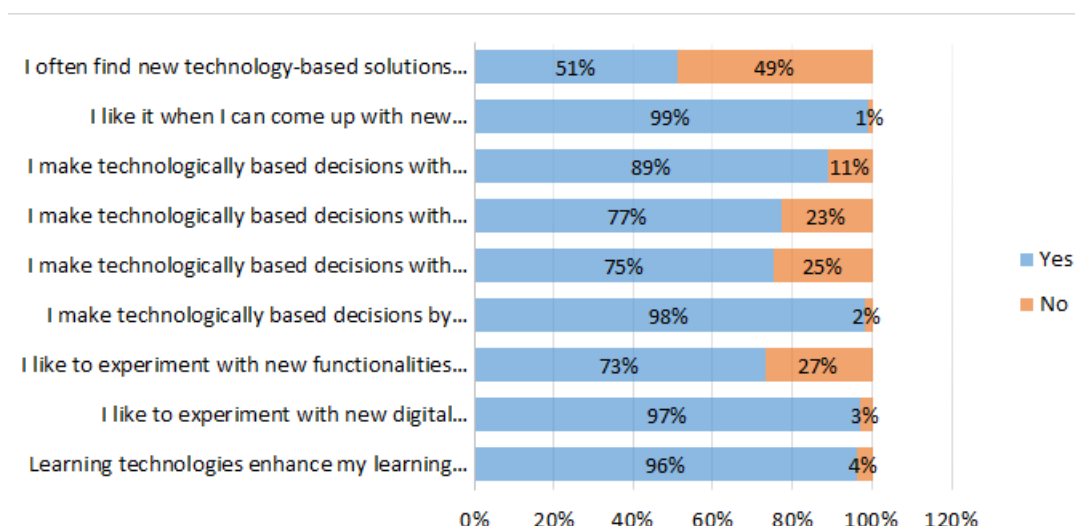 I often find new technology-based solutions... 51% 49%
I like it when I can come up with new... 99% 1%
I make technologically based decisions with... 89% 11%
I make technologically based decisions with... 77% 23%
I make technologically based decisions with... 75% 25%
Yes
I make technologically based decisions by... 98% 2%
No
I like to experiment with new functionalities... 73% 27%
I like to experiment with new digital... 97% 3%
Learning technologies enhance my learning... 96% 4%
0% 20% 40% 60% 80% 100% 120%